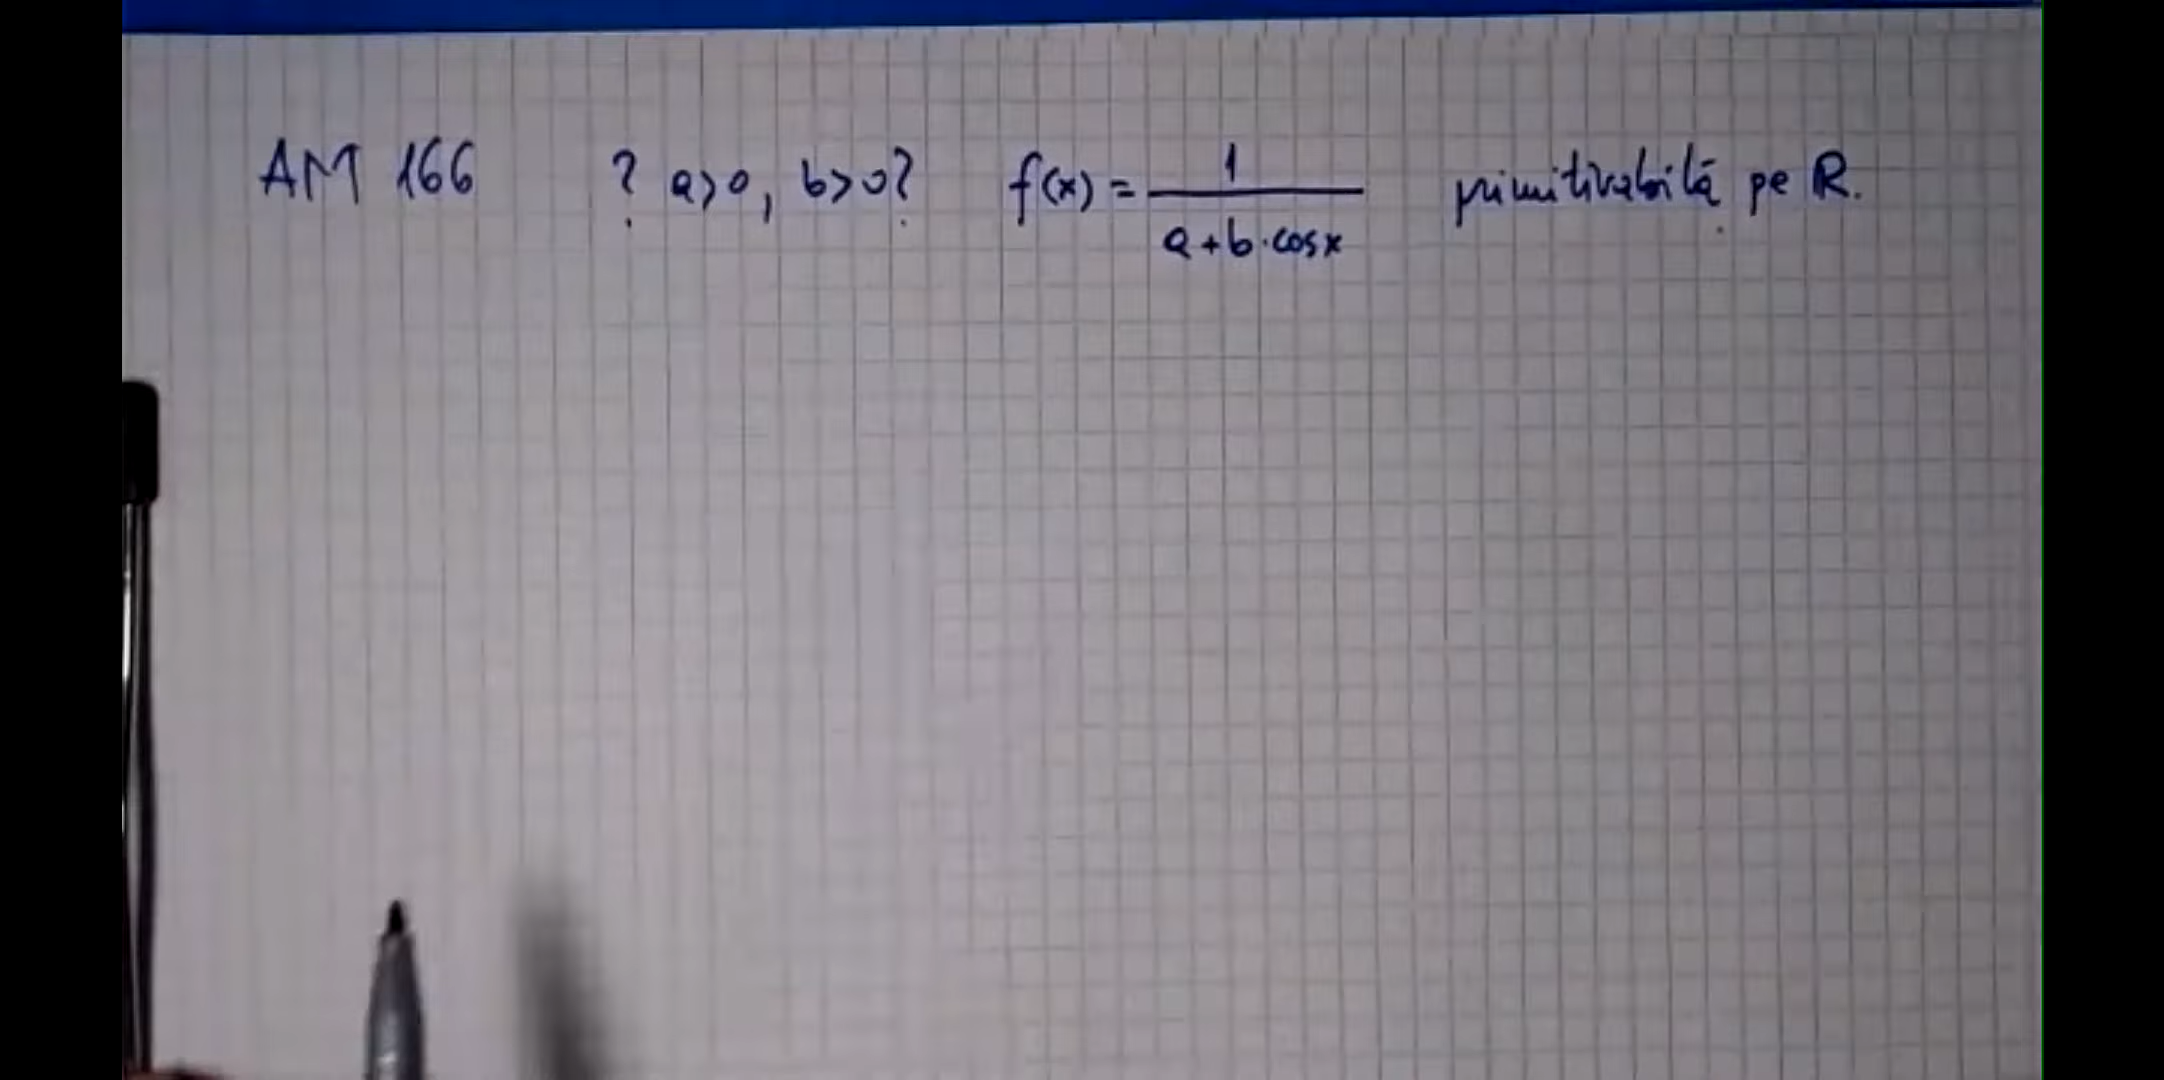 AM 166 ? a>0, b>0? f(x) = 1 / (a+b·cosx) primitivabilă pe R.